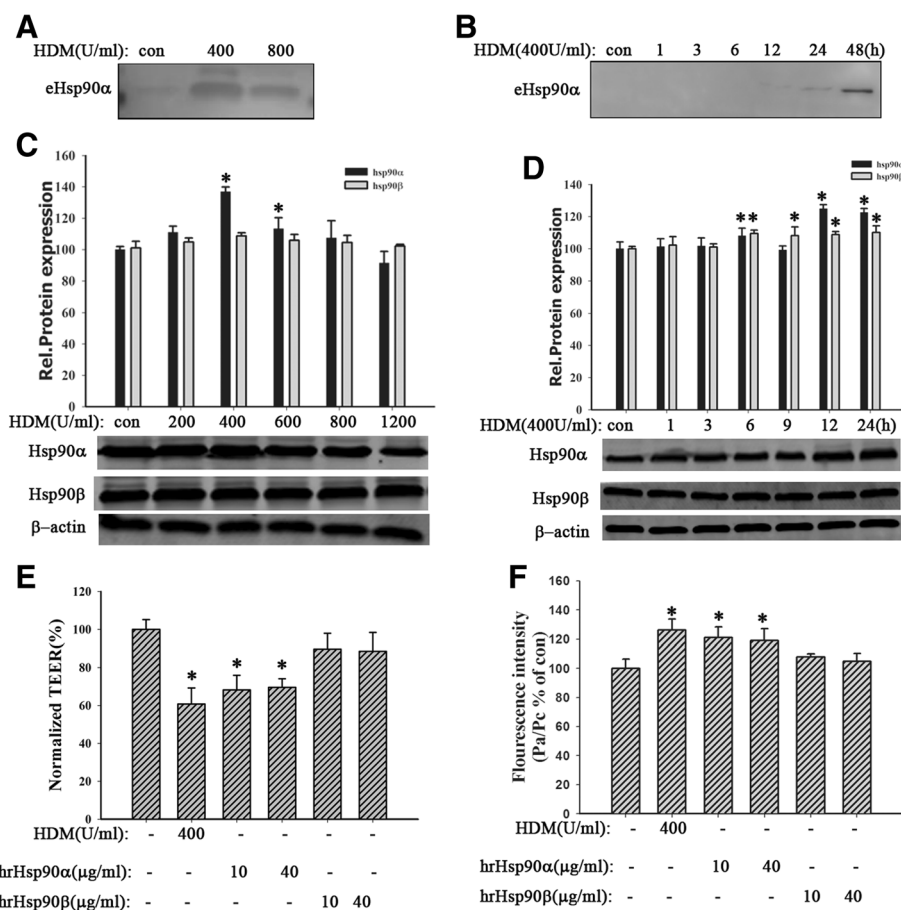 A
HDM(U/ml): con 400 800
eHsp90α
B
HDM(400U/ml): con 1 3 6 12 24 48(h)
eHsp90α
C
160
140
120
100
80
60
40
20
0
Rel.Protein expression
hsp90α
hsp90β
*
*
HDM(U/ml): con 200 400 600 800 1200
Hsp90α
Hsp90β
β-actin
D
140
120
100
80
60
40
20
0
Rel.Protein expression
hsp90α
hsp90β
* * * * * * *
HDM(400U/ml): con 1 3 6 9 12 24(h)
Hsp90α
Hsp90β
β-actin
E
120
100
80
60
40
20
0
Normalized TEER(%)
* * *
HDM(U/ml): - 400 - - - -
hrHsp90α(μg/ml): - - 10 40 - -
hrHsp90β(μg/ml): - - - - 10 40
F
160
140
120
100
80
60
40
20
0
Flourescence intensity
(Pa/Pc % of con)
* * *
HDM(U/ml): - 400 - - - -
hrHsp90α(μg/ml): - - 10 40 - -
hrHsp90β(μg/ml): - - - - 10 40